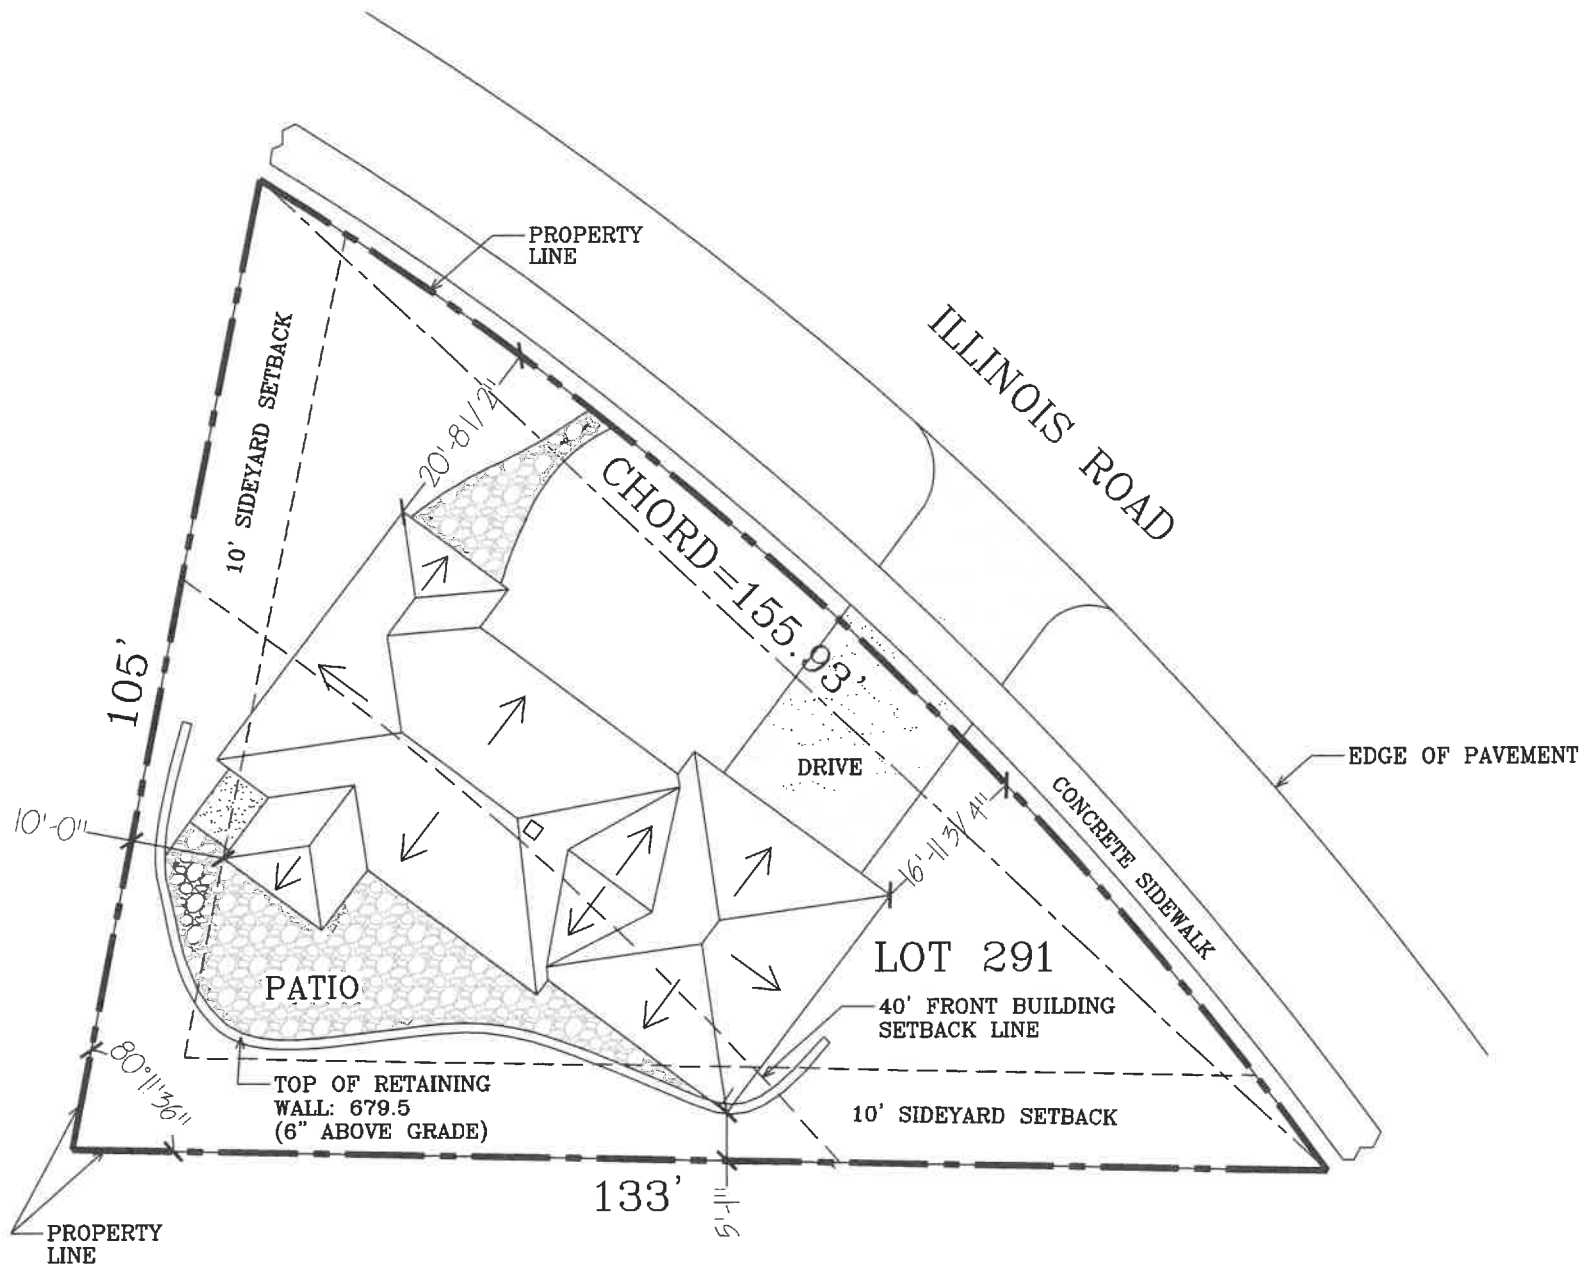 PROPERTY
LINE
ILLINOIS ROAD
10' SIDEYARD SETBACK
20'-8 1/2"
CHORD=155.93'
105'
DRIVE
EDGE OF PAVEMENT
CONCRETE SIDEWALK
10'-0"
16'-11 3/4"
LOT 291
PATIO
40' FRONT BUILDING
SETBACK LINE
80°11'36"
TOP OF RETAINING
WALL: 679.5
(6" ABOVE GRADE)
10' SIDEYARD SETBACK
133'
5'-1"
PROPERTY
LINE